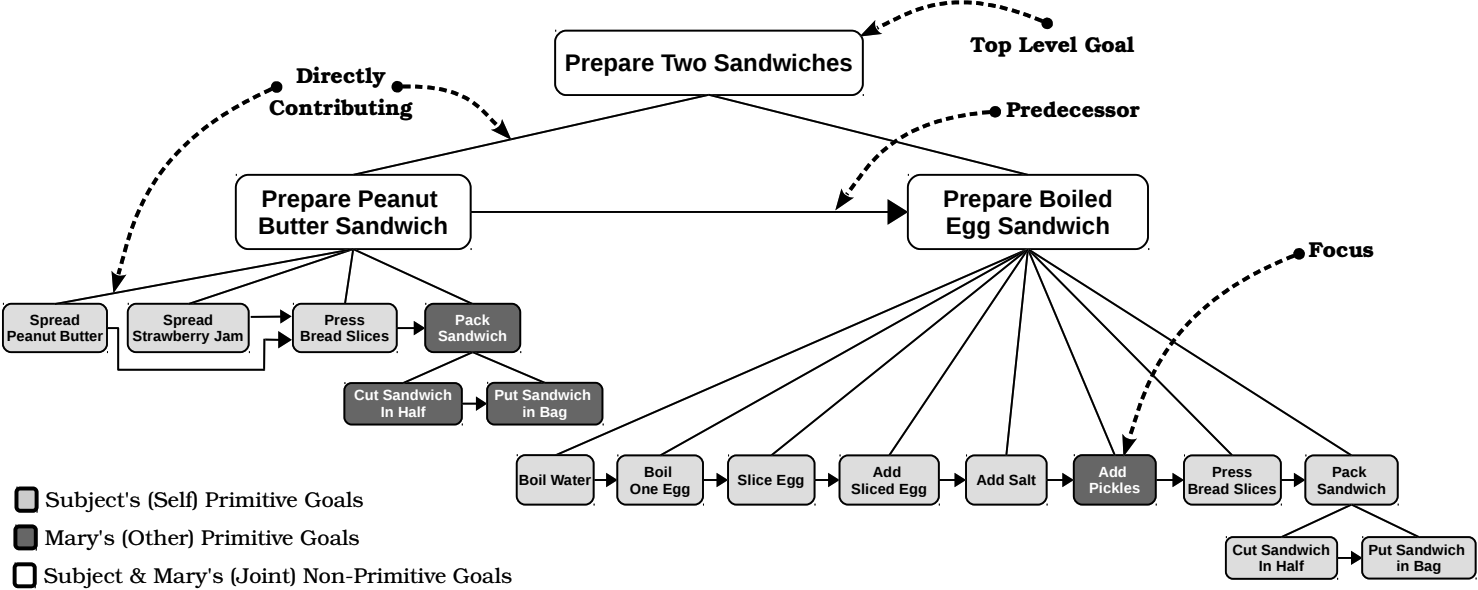 Prepare Two Sandwiches
Top Level Goal
Directly
Contributing
Predecessor
Prepare Peanut
Butter Sandwich
Prepare Boiled
Egg Sandwich
Focus
Spread
Peanut Butter
Spread
Strawberry Jam
Press
Bread Slices
Pack
Sandwich
Cut Sandwich
In Half
Put Sandwich
in Bag
Boil Water
Boil
One Egg
Slice Egg
Add
Sliced Egg
Add Salt
Add
Pickles
Press
Bread Slices
Pack
Sandwich
Cut Sandwich
In Half
Put Sandwich
in Bag
Subject's (Self) Primitive Goals
Mary's (Other) Primitive Goals
Subject & Mary's (Joint) Non-Primitive Goals